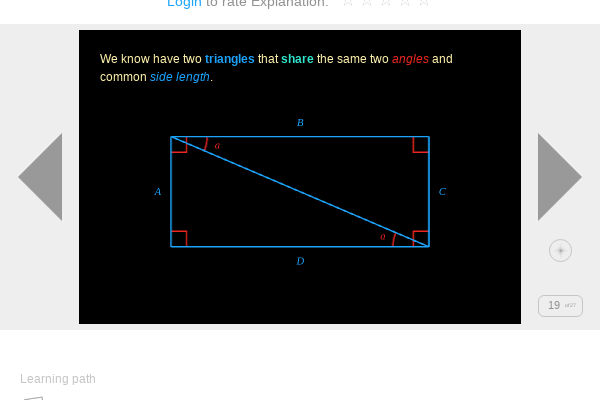 Login to rate Explanation:
We know have two triangles that share the same two angles and
common side length.
B
a
A
C
a
D
19 of 27
Learning path